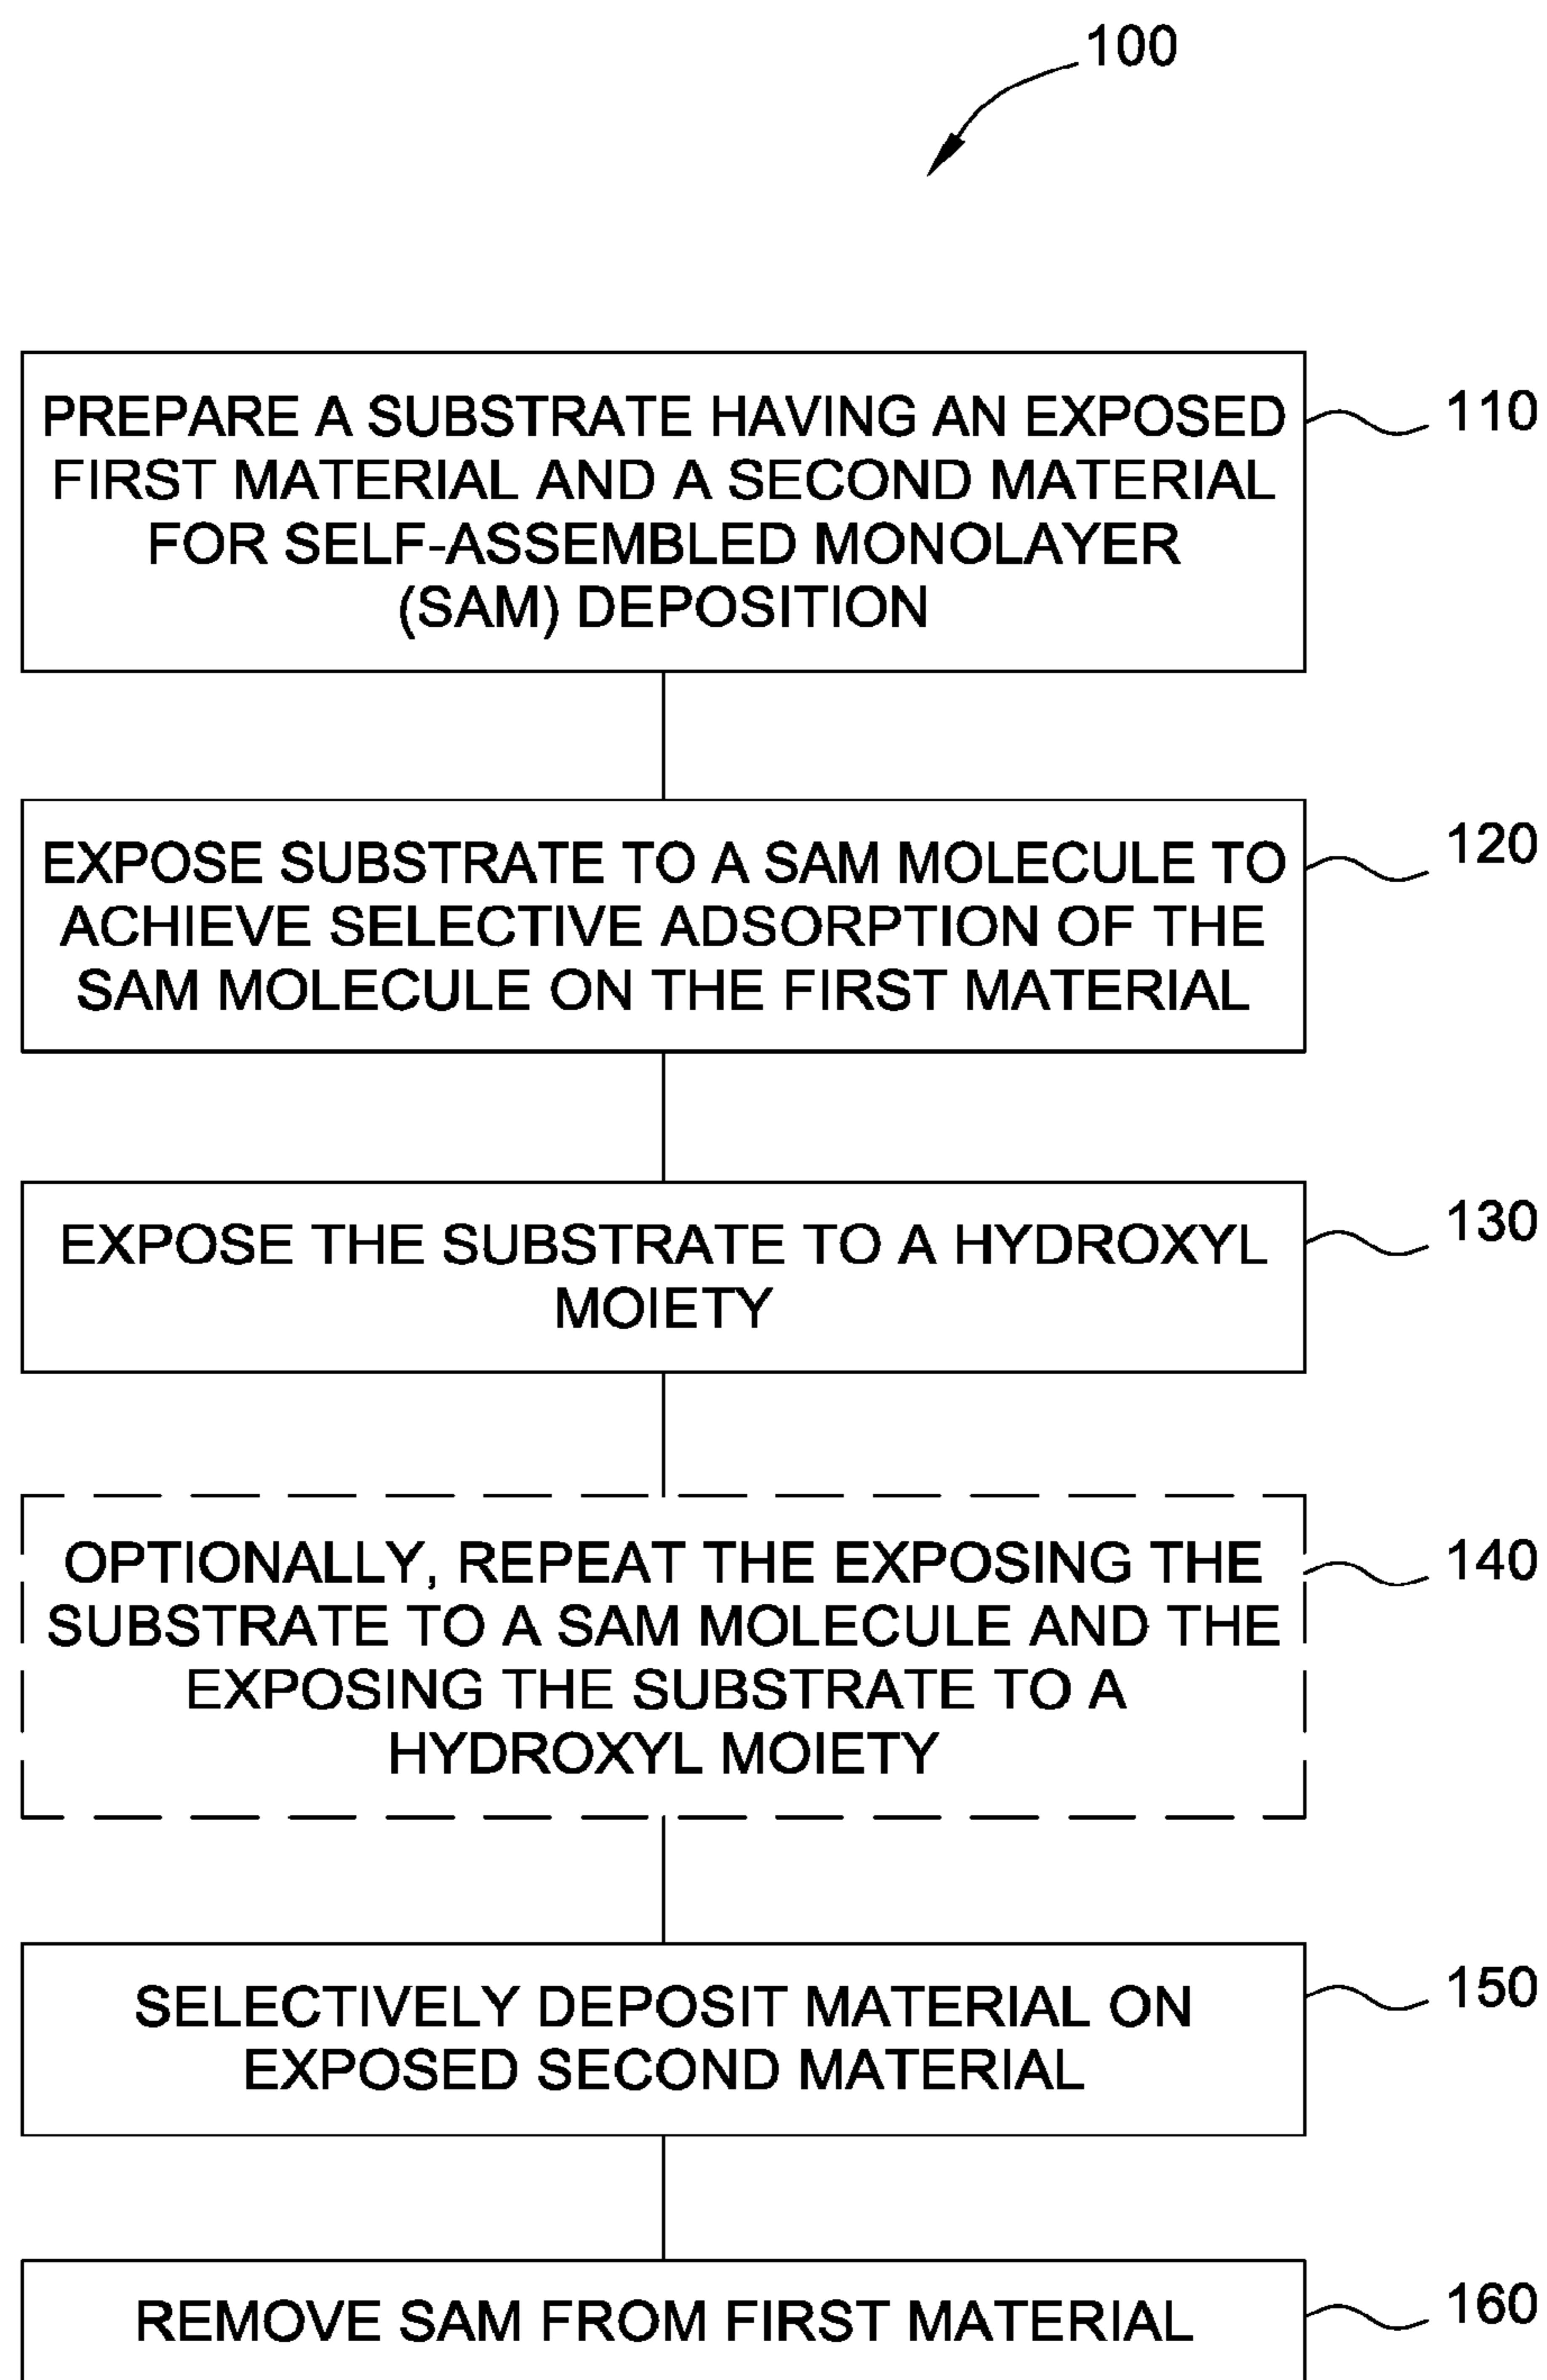 100
PREPARE A SUBSTRATE HAVING AN EXPOSED
FIRST MATERIAL AND A SECOND MATERIAL
FOR SELF-ASSEMBLED MONOLAYER
(SAM) DEPOSITION
110
EXPOSE SUBSTRATE TO A SAM MOLECULE TO
ACHIEVE SELECTIVE ADSORPTION OF THE
SAM MOLECULE ON THE FIRST MATERIAL
120
EXPOSE THE SUBSTRATE TO A HYDROXYL
MOIETY
130
OPTIONALLY, REPEAT THE EXPOSING THE
SUBSTRATE TO A SAM MOLECULE AND THE
EXPOSING THE SUBSTRATE TO A
HYDROXYL MOIETY
140
SELECTIVELY DEPOSIT MATERIAL ON
EXPOSED SECOND MATERIAL
150
REMOVE SAM FROM FIRST MATERIAL
160